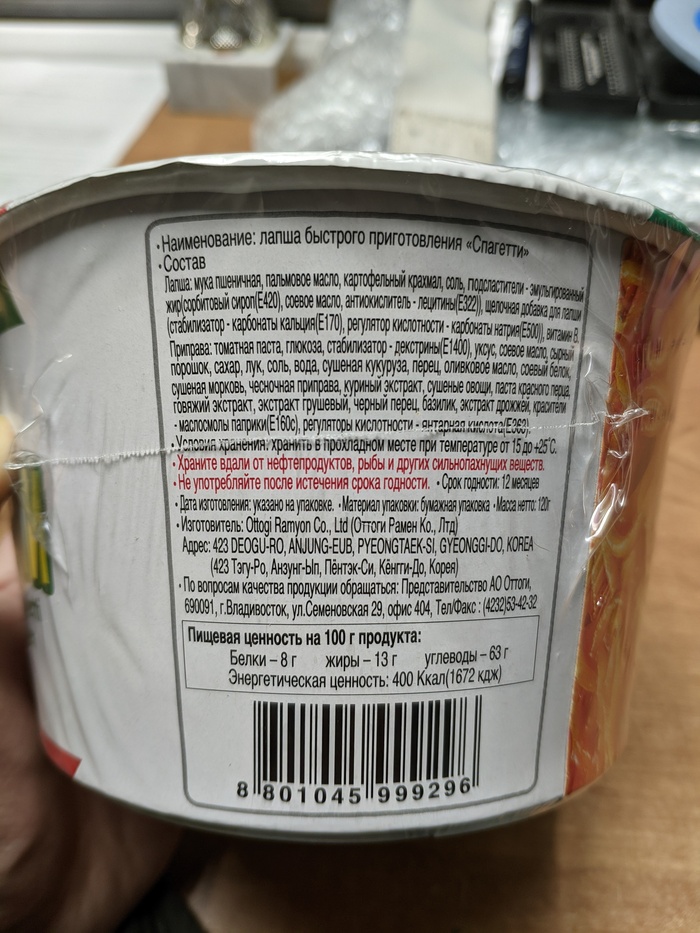 ·Наименование: лапша быстрого приготовления «Спагетти»
·Состав
Лапша: мука пшеничная, пальмовое масло, картофельный крахмал, соль, подсластители - эмульгированный
жир(сорбитовый сироп(Е420), соевое масло, антиокислитель - лецитины(Е322)), щелочная добавка для лапши
(стабилизатор - карбонаты кальция(Е170), регулятор кислотности - карбонаты натрия(Е500)), витамин В.
Приправа: томатная паста, глюкоза, стабилизатор - декстрины(Е1400), уксус, соевое масло, сырный
порошок, сахар, лук, соль, вода, сушеная кукуруза, перец, оливковое масло, соевый белок,
сушеная морковь, чесночная приправа, куриный экстракт, сушеные овощи, паста красного перца,
говяжий экстракт, экстракт грушевый, черный перец, базилик, экстракт дрожжей, красители
- маслосмолы паприки(Е160с), регуляторы кислотности - янтарная кислота(Е363).
·Условия хранения: хранить в прохладном месте при температуре от 15 до +25˚С.
·Храните вдали от нефтепродуктов, рыбы и других сильнопахнущих веществ.
·Не употребляйте после истечения срока годности. ·Срок годности: 12 месяцев
·Дата изготовления: указано на упаковке. ·Материал упаковки: бумажная упаковка ·Масса нетто: 120г
·Изготовитель: Ottogi Ramyon Co., Ltd (Оттоги Рамен Ко., Лтд)
Адрес: 423 DEOGU-RO, ANJUNG-EUB, PYEONGTAEK-SI, GYEONGGI-DO, KOREA
(423 Тэгу-Ро, Анзунг-Ып, Пёнтэк-Си, Кёнгги-До, Корея)
·По вопросам качества продукции обращаться: Представительство АО Оттоги,
690091, г.Владивосток, ул.Семеновская 29, офис 404, Тел/Факс : (4232)53-42-32
Пищевая ценность на 100 г продукта:
Белки – 8 г жиры – 13 г углеводы – 63 г
Энергетическая ценность: 400 Ккал(1672 кдж)
8 801045 999296